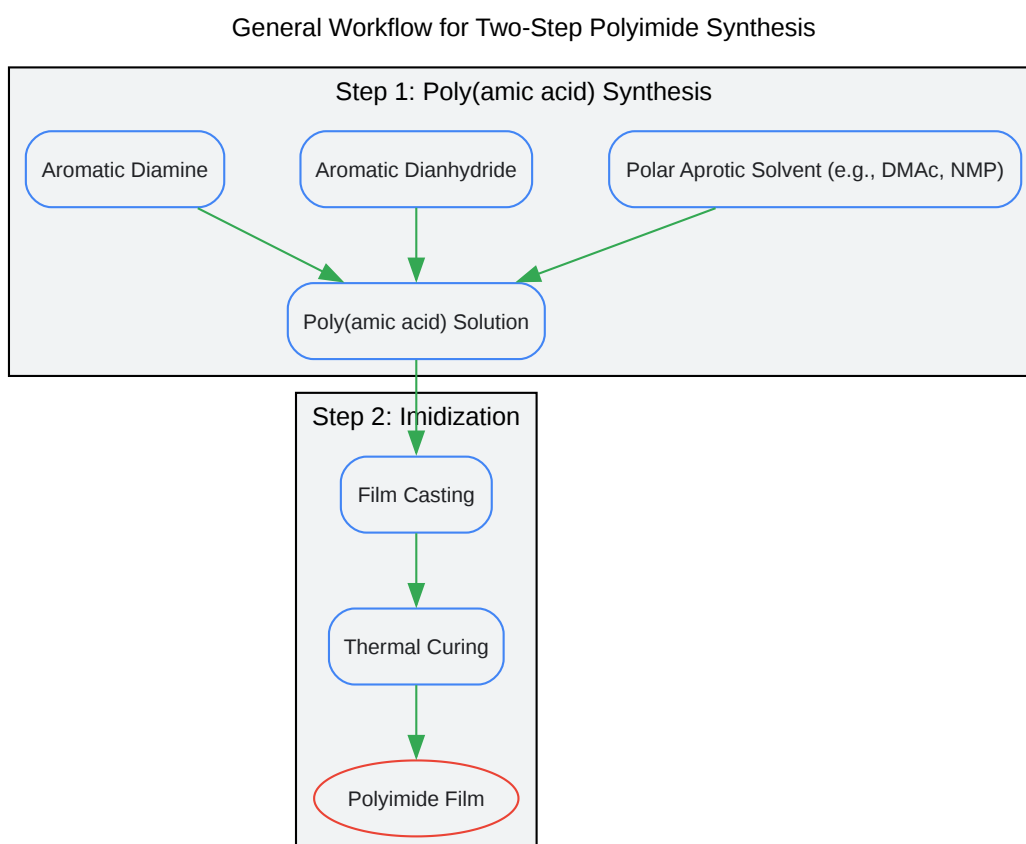 General Workflow for Two-Step Polyimide Synthesis
Step 1: Poly(amic acid) Synthesis
Aromatic Diamine
Aromatic Dianhydride
Polar Aprotic Solvent (e.g., DMAc, NMP)
Poly(amic acid) Solution
Step 2: Imidization
Film Casting
Thermal Curing
Polyimide Film